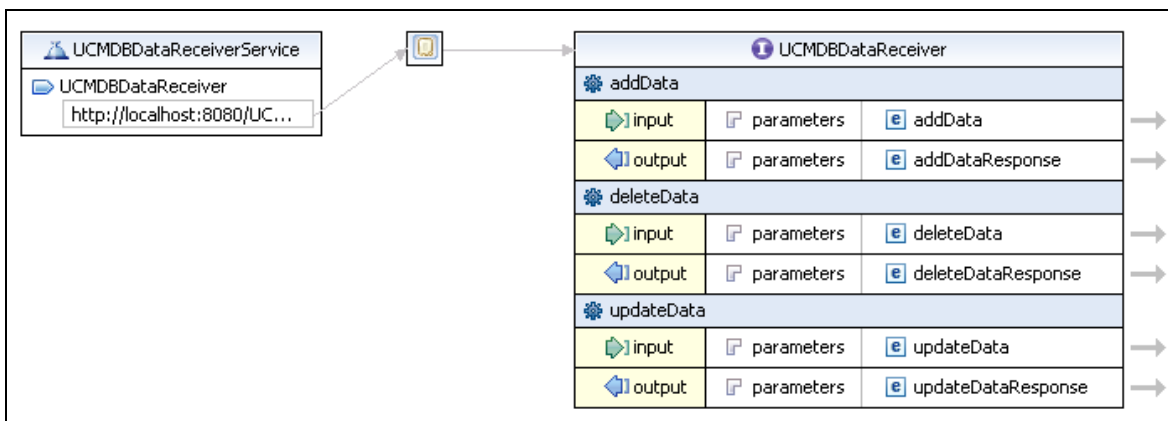 UCMDBDataReceiverService
UCMDBDataReceiver
http://localhost:8080/UC...
UCMDBDataReceiver
addData
input parameters e addData
output parameters e addDataResponse
deleteData
input parameters e deleteData
output parameters e deleteDataResponse
updateData
input parameters e updateData
output parameters e updateDataResponse